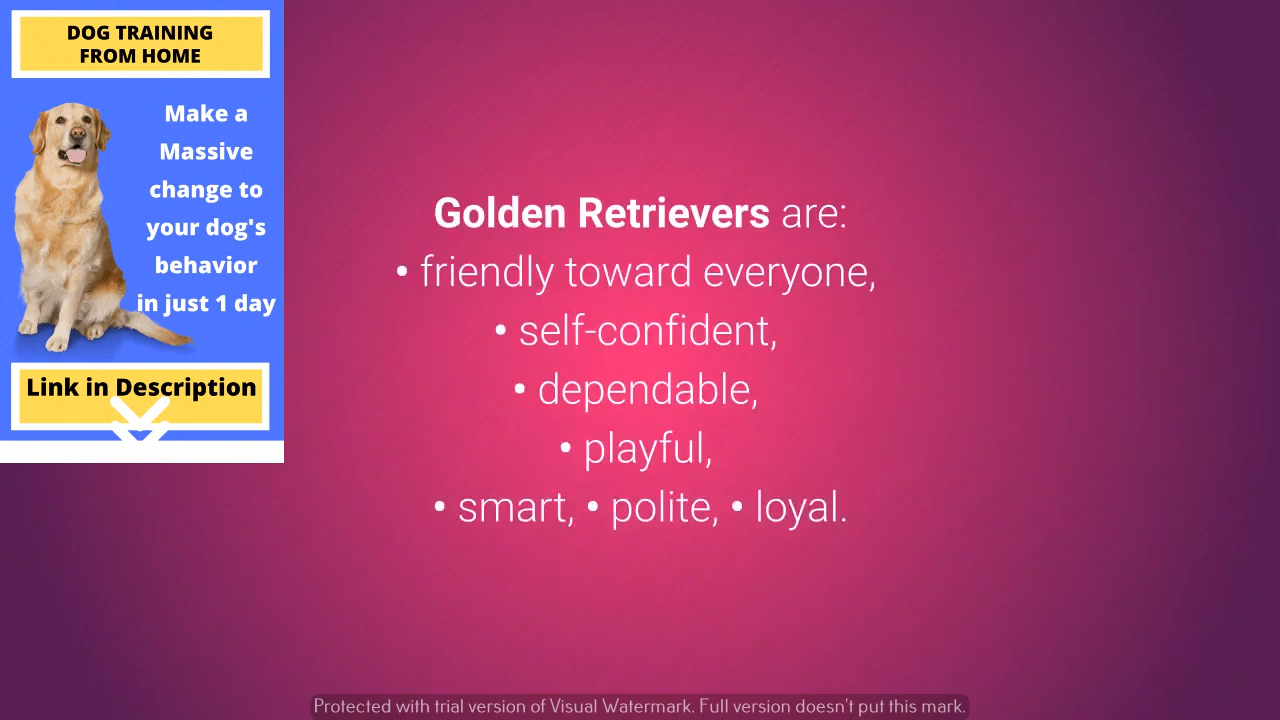 DOG TRAINING
FROM HOME
Make a
Massive
change to
your dog's
behavior
in just 1 day
Link in Description
Golden Retrievers are:
• friendly toward everyone,
• self-confident,
• dependable,
• playful,
• smart, • polite, • loyal.
Protected with trial version of Visual Watermark. Full version doesn't put this mark.